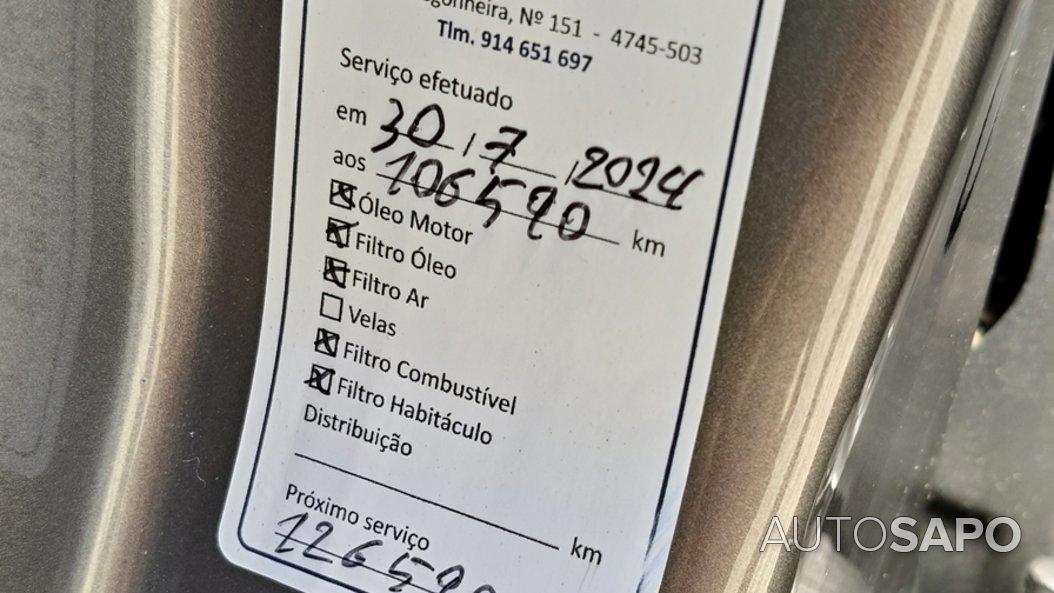 Nº 151 - 4745-503
Tlm. 914 651 697
Serviço efetuado
em 30 / 7 / 2024
aos 106590 km
Óleo Motor
Filtro Óleo
Filtro Ar
Velas
Filtro Combustível
Filtro Habitáculo
Distribuição
km
Próximo serviço
AUTOSAPO